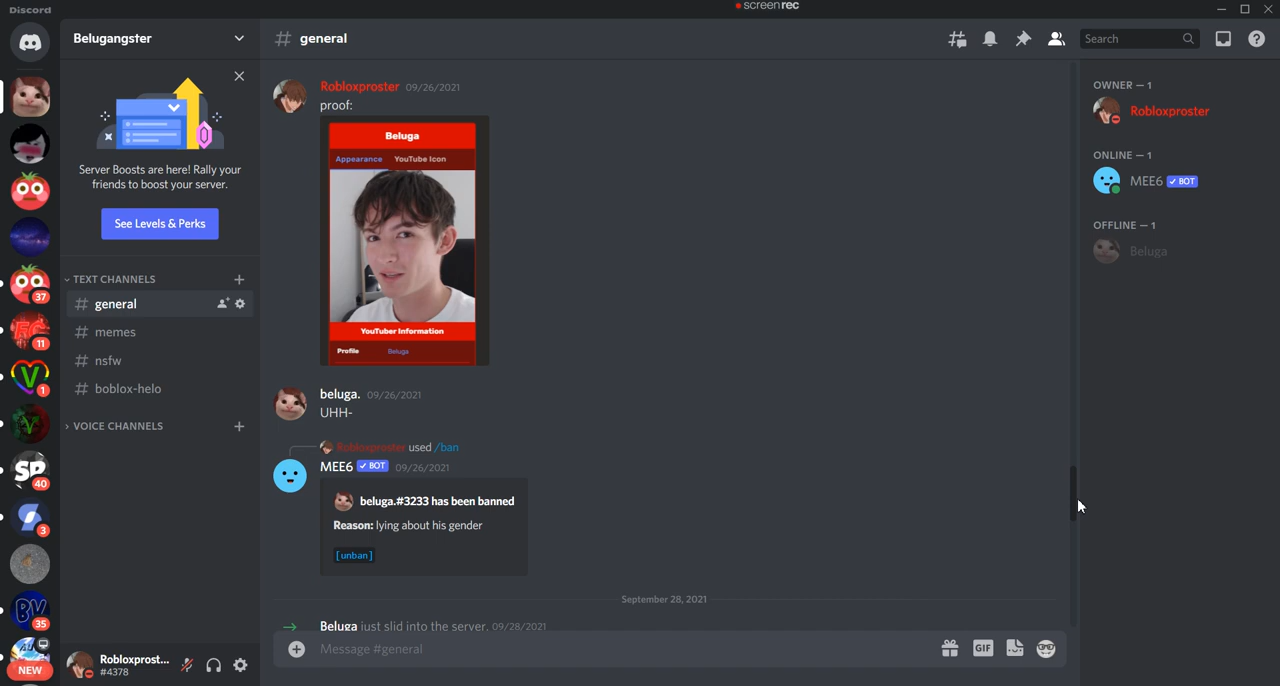 Discord
screenrec
Belugangster
# general
Search
Server Boosts are here! Rally your
friends to boost your server.
See Levels & Perks
TEXT CHANNELS
# general
# memes
# nsfw
# boblox-helo
VOICE CHANNELS
37
11
1
SP
40
3
BV
35
NEW
Robloxprost...
#4378
Robloxproster 09/26/2021
proof:
Beluga
Appearance YouTube Icon
YouTuber Information
Profile Beluga
beluga. 09/26/2021
UHH-
Robloxproster used /ban
MEE6 ✓ BOT 09/26/2021
beluga.#3233 has been banned
Reason: lying about his gender
[unban]
September 28, 2021
Beluga just slid into the server. 09/28/2021
Message #general
GIF
OWNER — 1
Robloxproster
ONLINE — 1
MEE6 ✓ BOT
OFFLINE — 1
Beluga